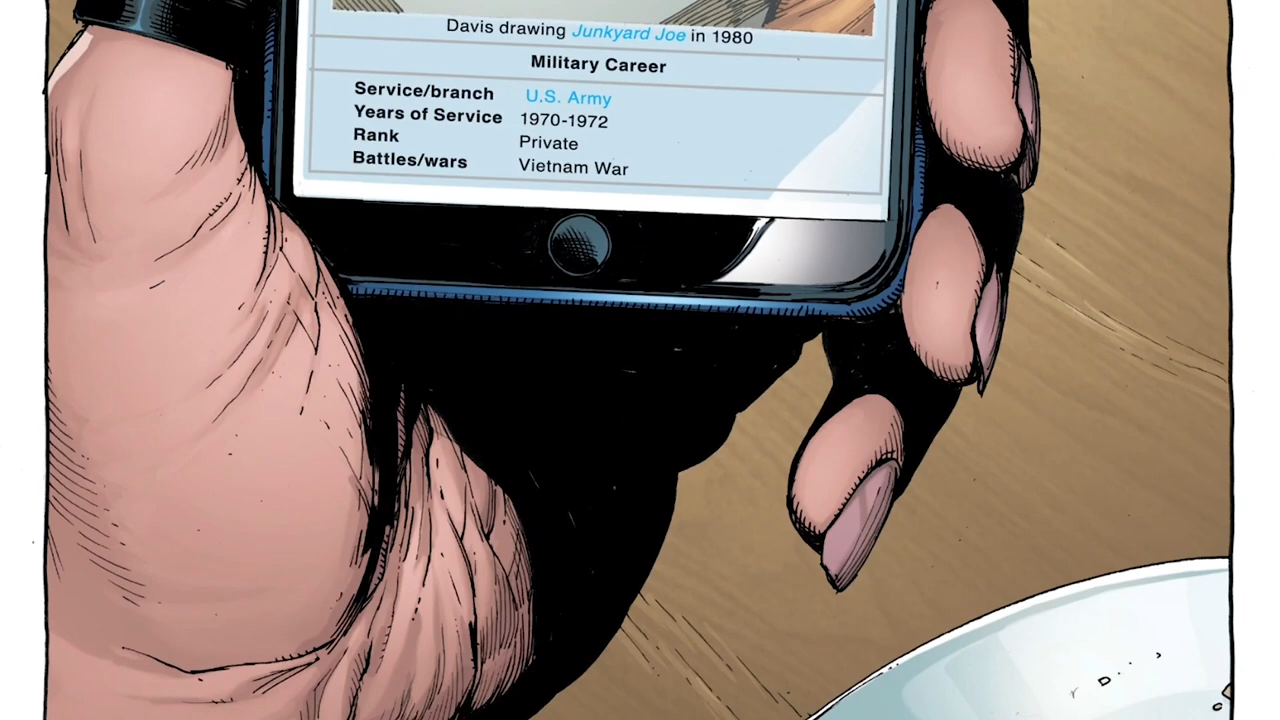 Davis drawing Junkyard Joe in 1980
Military Career
Service/branch U.S. Army
Years of Service 1970-1972
Rank Private
Battles/wars Vietnam War